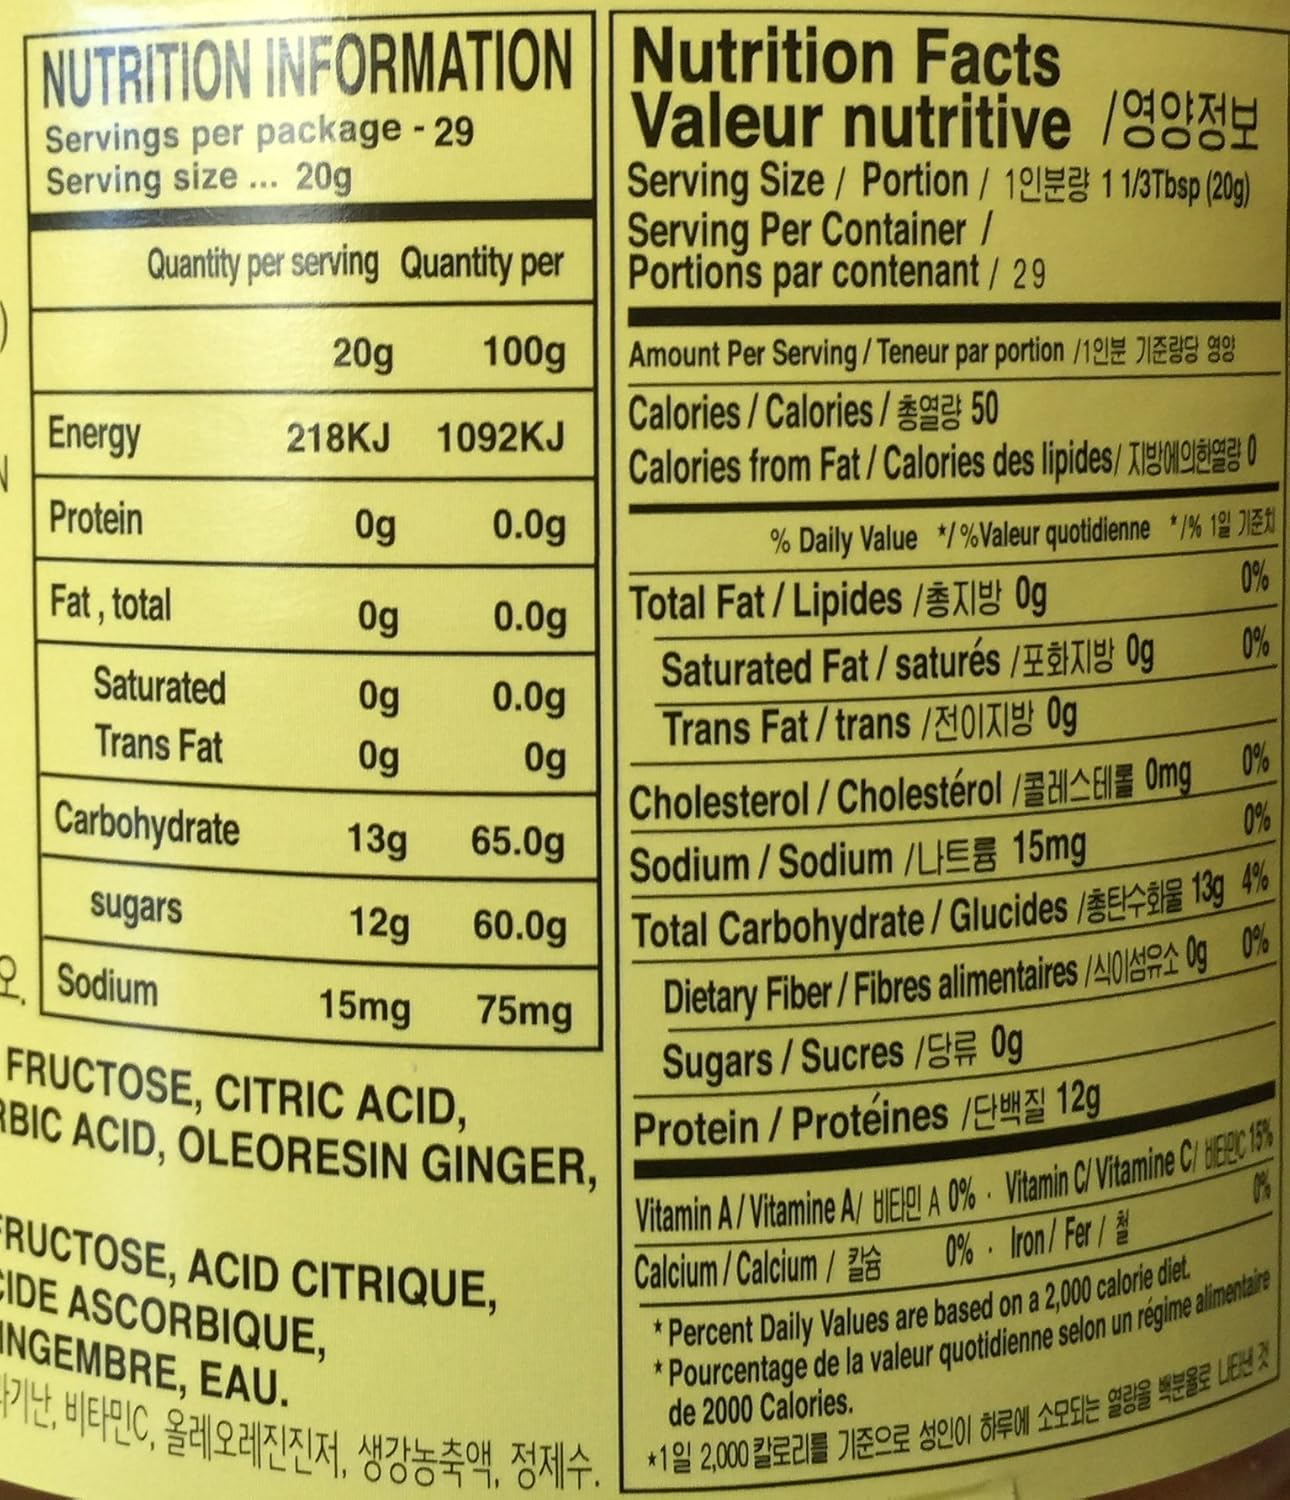 NUTRITION INFORMATION
Servings per package - 29
Serving size ... 20g
Quantity per serving Quantity per
20g 100g
Energy 218KJ 1092KJ
Protein 0g 0.0g
Fat , total 0g 0.0g
Saturated 0g 0.0g
Trans Fat 0g 0g
Carbohydrate 13g 65.0g
sugars 12g 60.0g
Sodium 15mg 75mg
FRUCTOSE, CITRIC ACID,
RBIC ACID, OLEORESIN GINGER,
FRUCTOSE, ACID CITRIQUE,
CIDE ASCORBIQUE,
INGEMBRE, EAU.
라기난, 비타민C, 올레오레진진저, 생강농축액, 정제수.
오.
Nutrition Facts
Valeur nutritive /영양정보
Serving Size / Portion / 1인분량 1 1/3Tbsp (20g)
Serving Per Container /
Portions par contenant / 29
Amount Per Serving / Teneur par portion /1인분 기준량당 영양
Calories / Calories / 총열량 50
Calories from Fat / Calories des lipides/ 지방에의한열량 0
% Daily Value */ %Valeur quotidienne */% 1일 기준치
Total Fat / Lipides /총지방 0g 0%
Saturated Fat / saturés /포화지방 0g 0%
Trans Fat / trans /전이지방 0g
Cholesterol / Cholestérol /콜레스테롤 0mg 0%
Sodium / Sodium /나트륨 15mg 0%
Total Carbohydrate / Glucides /총탄수화물 13g 4%
Dietary Fiber / Fibres alimentaires /식이섬유소 0g 0%
Sugars / Sucres /당류 0g
Protein / Protéines /단백질 12g
Vitamin A / Vitamine A/ 비타민 A 0% · Vitamin C/ Vitamine C/ 비타민C 15%
Calcium / Calcium / 칼슘 0% · Iron / Fer / 철 0%
* Percent Daily Values are based on a 2,000 calorie diet.
* Pourcentage de la valeur quotidienne selon un régime alimentaire
de 2000 Calories.
*1일 2,000 칼로리를 기준으로 성인이 하루에 소모되는 열량을 백분율로 나타낸 것